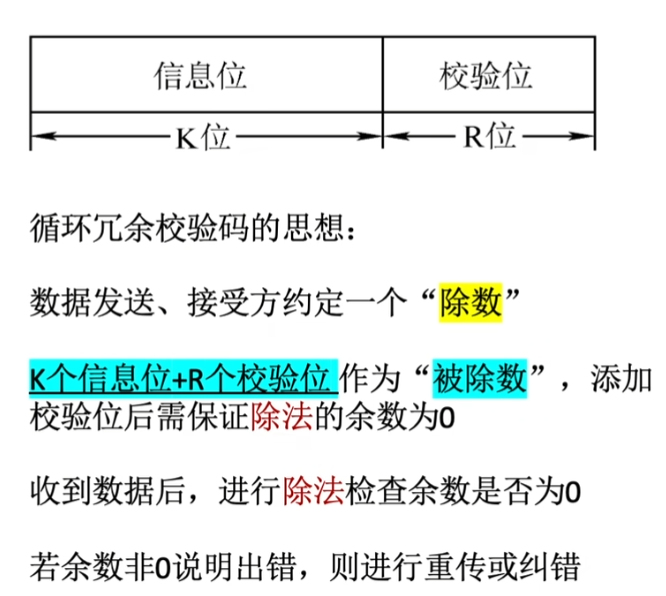 信息位 校验位
K位 R位
循环冗余校验码的思想：
数据发送、接受方约定一个“除数”
K个信息位+R个校验位 作为“被除数”，添加
校验位后需保证除法的余数为0
收到数据后，进行除法检查余数是否为0
若余数非0说明出错，则进行重传或纠错